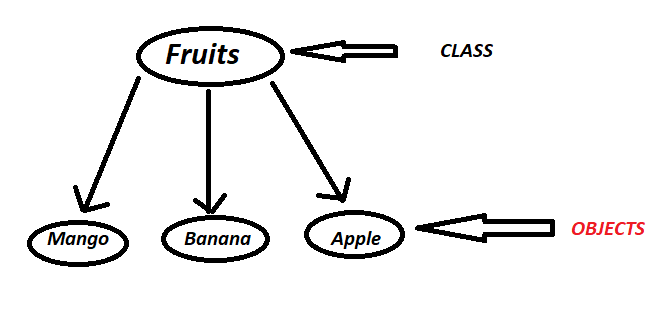 Fruits
CLASS
Mango
Banana
Apple
OBJECTS